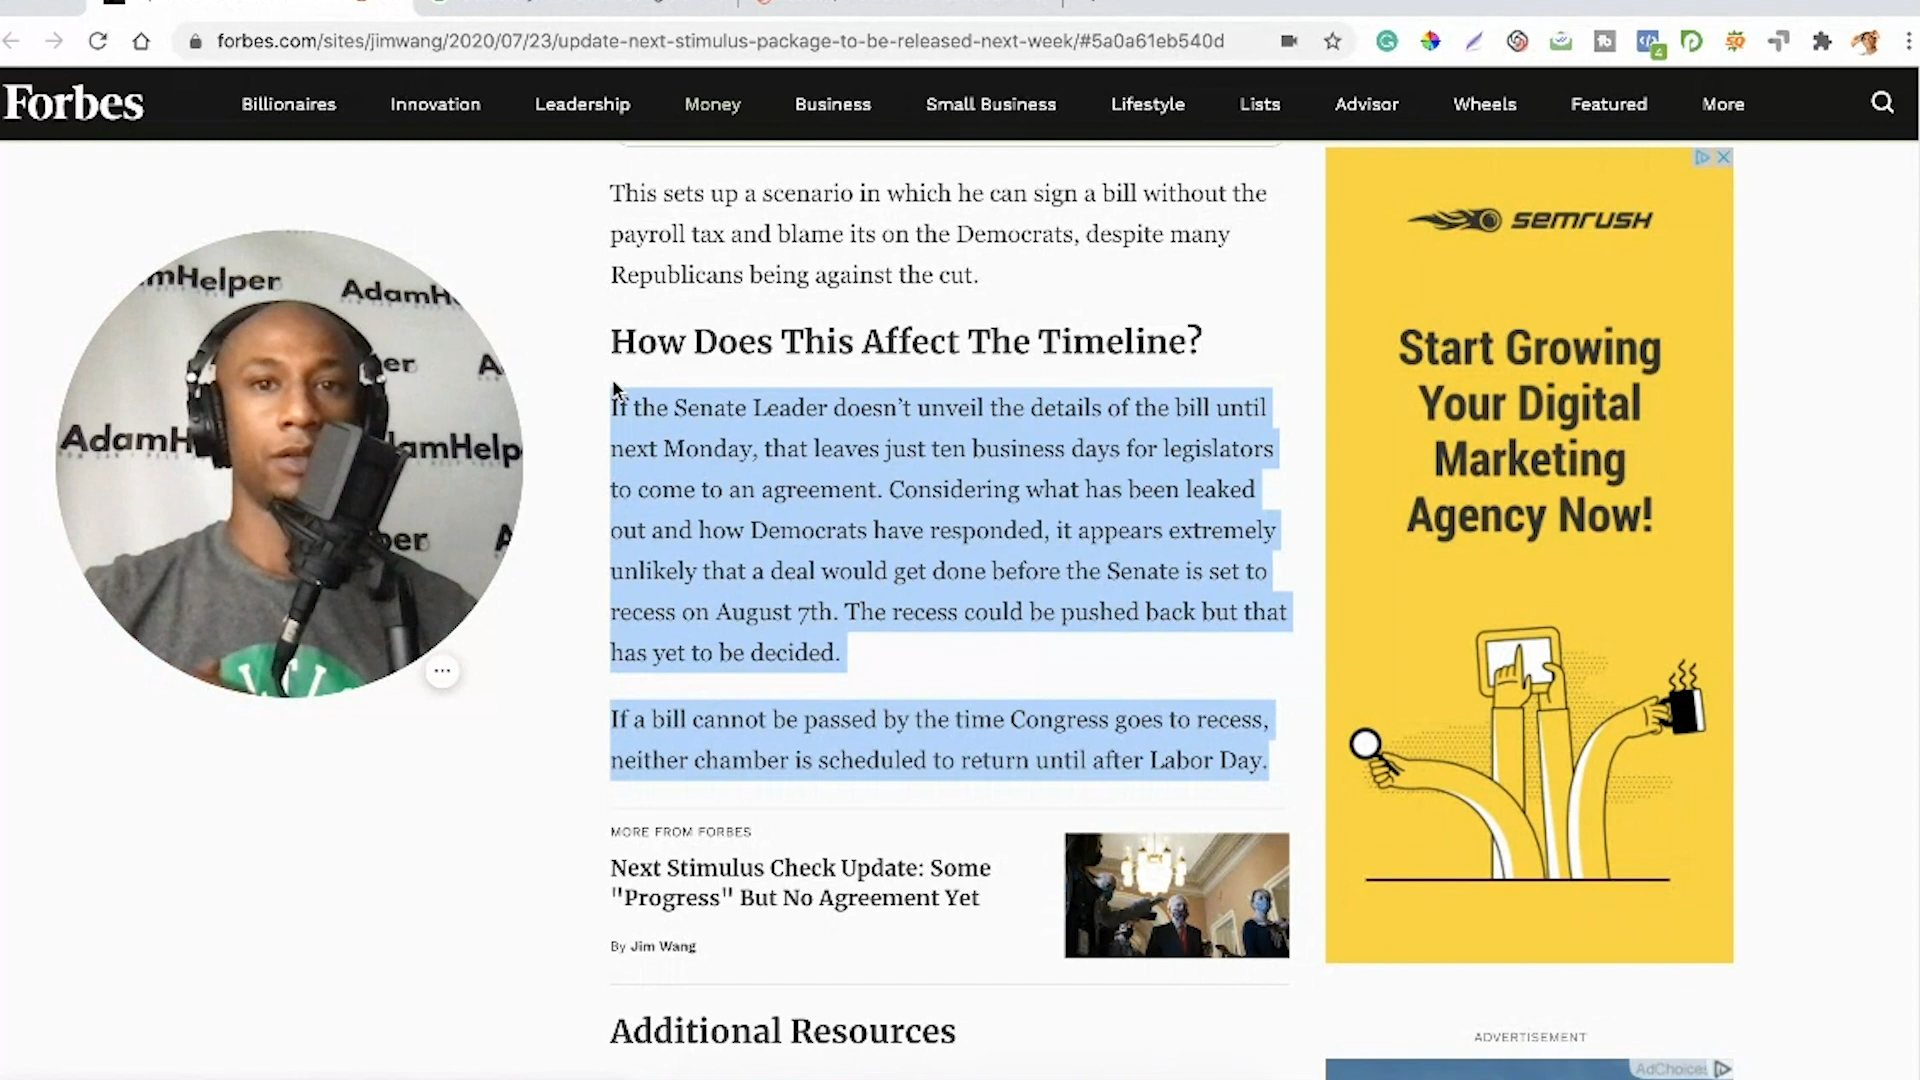 forbes.com/sites/jimwang/2020/07/23/update-next-stimulus-package-to-be-released-next-week/#5a0a61eb540d
4
Forbes
Billionaires
Innovation
Leadership
Money
Business
Small Business
Lifestyle
Lists
Advisor
Wheels
Featured
More
This sets up a scenario in which he can sign a bill without the
payroll tax and blame its on the Democrats, despite many
Republicans being against the cut.
How Does This Affect The Timeline?
If the Senate Leader doesn't unveil the details of the bill until
next Monday, that leaves just ten business days for legislators
to come to an agreement. Considering what has been leaked
out and how Democrats have responded, it appears extremely
unlikely that a deal would get done before the Senate is set to
recess on August 7th. The recess could be pushed back but that
has yet to be decided.
If a bill cannot be passed by the time Congress goes to recess,
neither chamber is scheduled to return until after Labor Day.
MORE FROM FORBES
Next Stimulus Check Update: Some
"Progress" But No Agreement Yet
By Jim Wang
Additional Resources
mHelper
AdamH
er
A
AdamH
amHelp
er
A
semrush
Start Growing
Your Digital
Marketing
Agency Now!
ADVERTISEMENT
AdChoices